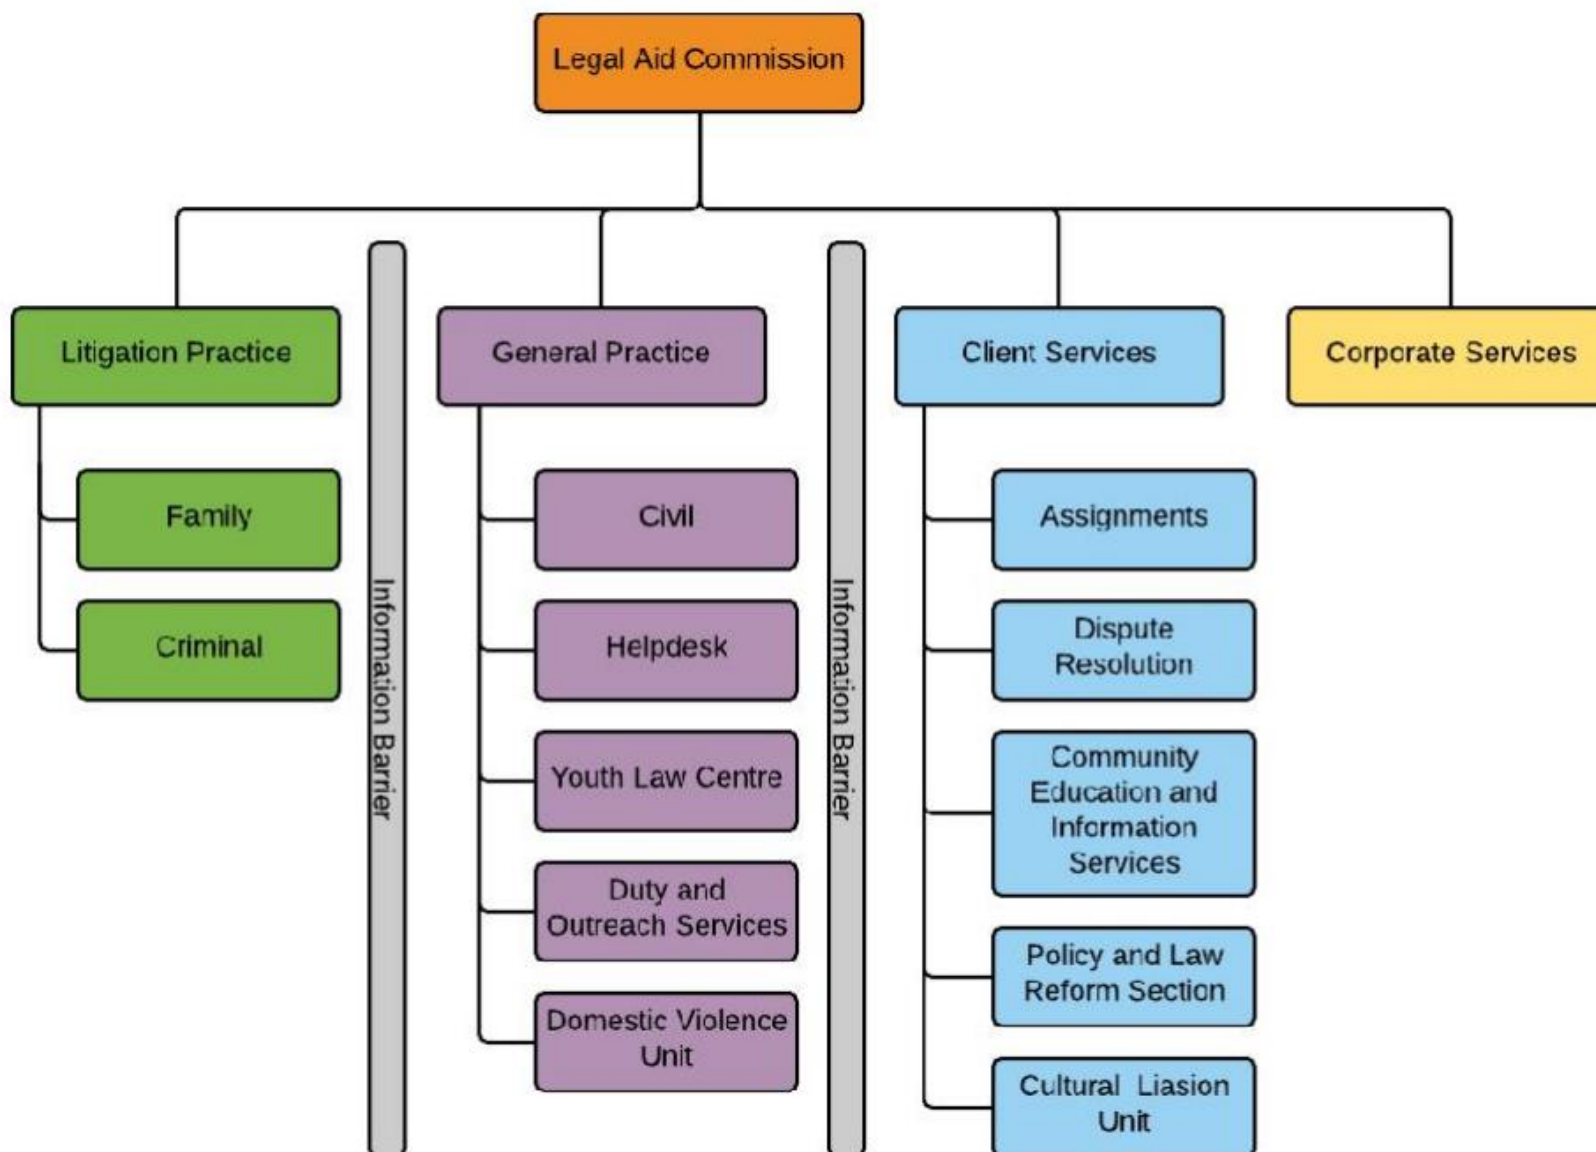 Legal Aid Commission
Litigation Practice
Family
Criminal
Information Barrier
General Practice
Civil
Helpdesk
Youth Law Centre
Duty and
Outreach Services
Domestic Violence
Unit
Information Barrier
Client Services
Assignments
Dispute
Resolution
Community
Education and
Information
Services
Policy and Law
Reform Section
Cultural Liasion
Unit
Corporate Services